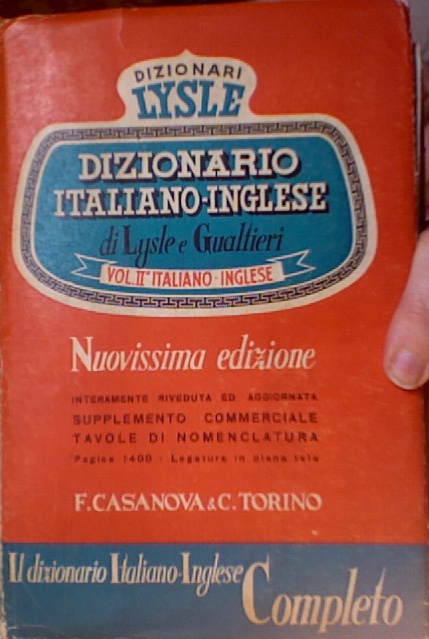 DIZIONARI
LYSLE
DIZIONARIO
ITALIANO-INGLESE
di Lysle e Gualtieri
VOL. II° ITALIANO-INGLESE
Nuovissima edizione
INTERAMENTE RIVEDUTA ED AGGIORNATA
SUPPLEMENTO COMMERCIALE
TAVOLE DI NOMENCLATURA
Pagine 1400 - Legatura in piena tela
F. CASANOVA & C. TORINO
Il dizionario Italiano-Inglese Completo